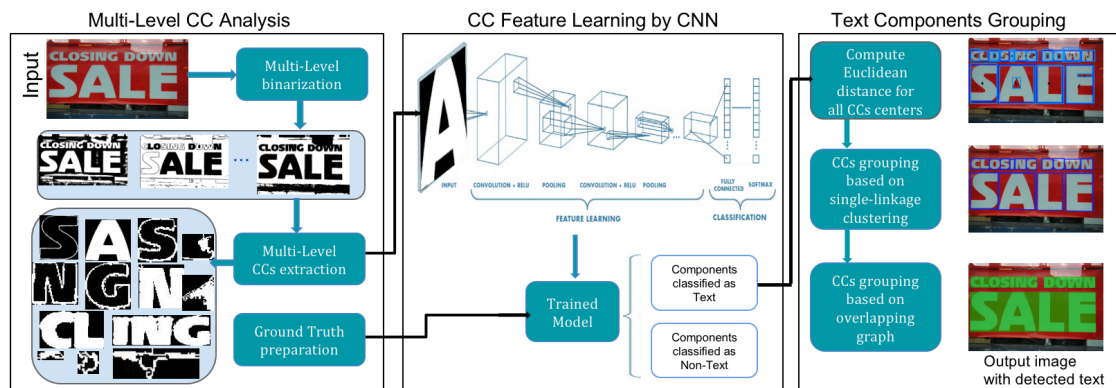 Multi-Level CC Analysis
Input
CLOSING DOWN
SALE
Multi-Level
binarization
CLOSING DOWN
SALE
CLOSING DOWN
SALE
...
CLOSING DOWN
SALE
S A S
N G N
CL ING
Multi-Level
CCs extraction
Ground Truth
preparation
CC Feature Learning by CNN
A
INPUT
CONVOLUTION + RELU
POOLING
CONVOLUTION + RELU
POOLING
...
FULLY
CONNECTED
SOFTMAX
FEATURE LEARNING
CLASSIFICATION
Trained
Model
Components
classified as
Text
Components
classified as
Non-Text
Text Components Grouping
Compute
Euclidean
distance for
all CCs centers
CLOSING DOWN
SALE
CCs grouping
based on
single-linkage
clustering
CLOSING DOWN
SALE
CCs grouping
based on
overlapping
graph
CLOSING DOWN
SALE
Output image
with detected text